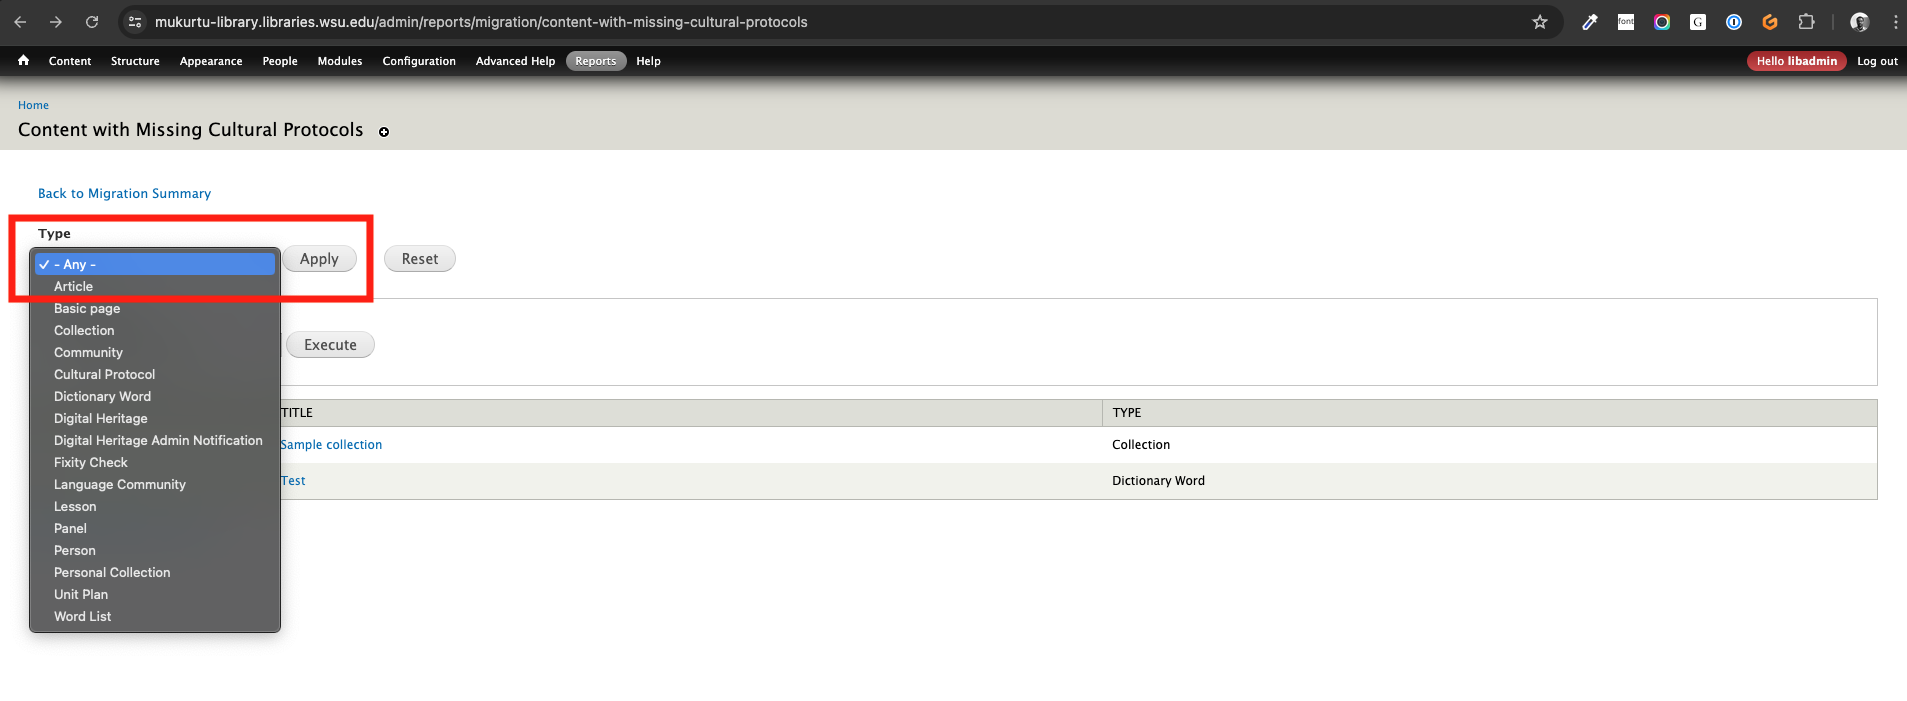 mukurtu-library.libraries.wsu.edu/admin/reports/migration/content-with-missing-cultural-protocols
font
G
Content Structure Appearance People Modules Configuration Advanced Help Reports Help Hello libadmin Log out
Home
Content with Missing Cultural Protocols
Back to Migration Summary
Type
- Any -
Apply Reset
Article
Basic page
Collection
Community
Execute
Cultural Protocol
Dictionary Word
Digital Heritage
Digital Heritage Admin Notification
Fixity Check
Language Community
Lesson
Panel
Person
Personal Collection
Unit Plan
Word List
TITLE TYPE
Sample collection Collection
Test Dictionary Word